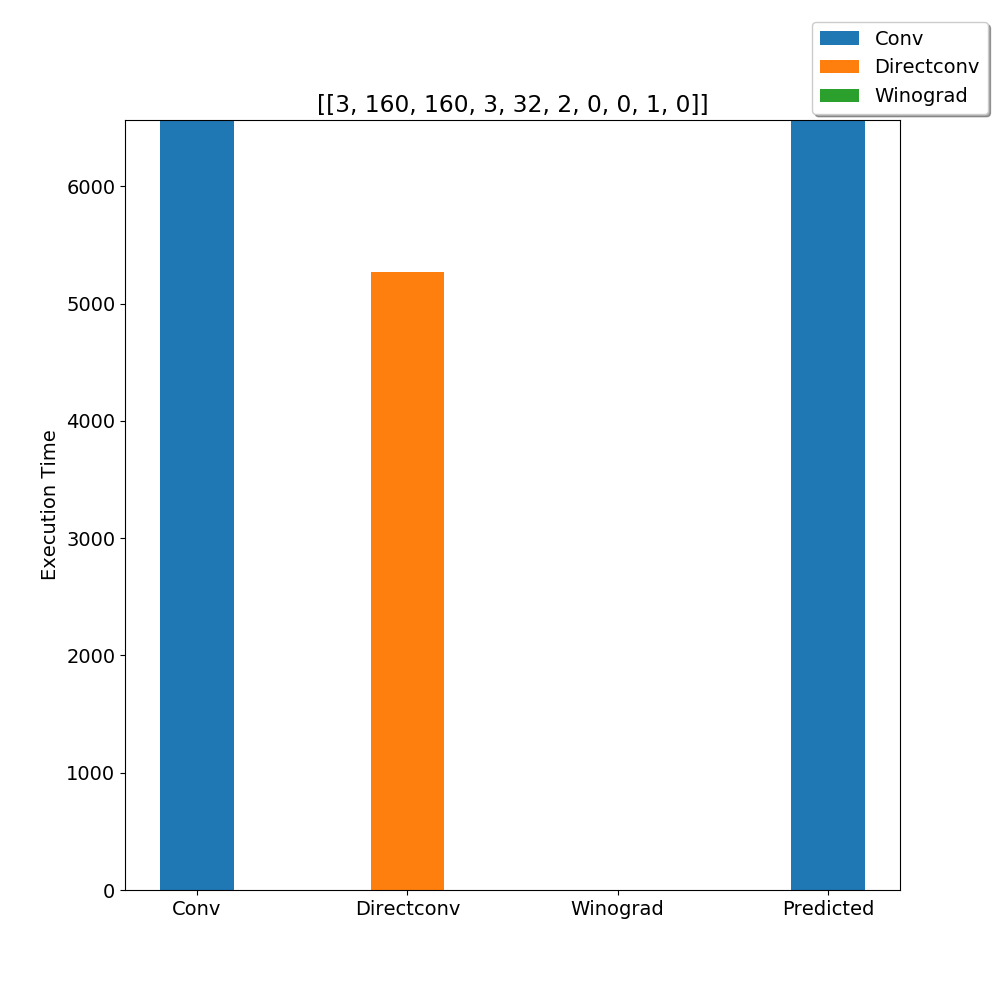 Conv
Directconv
Winograd
[[3, 160, 160, 3, 32, 2, 0, 0, 1, 0]]
6000
5000
4000
3000
2000
1000
0
Execution Time
Conv Directconv Winograd Predicted